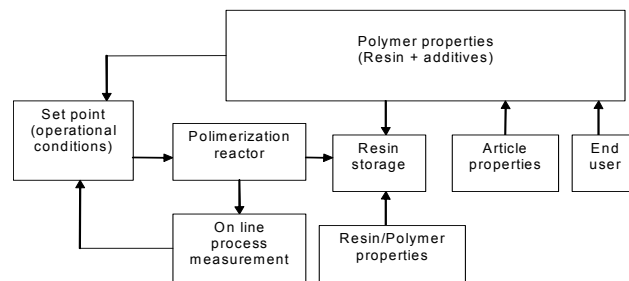 Polymer properties
(Resin + additives)
Set point
(operational
conditions)
Polimerization
reactor
Resin
storage
Article
properties
End
user
On line
process
measurement
Resin/Polymer
properties